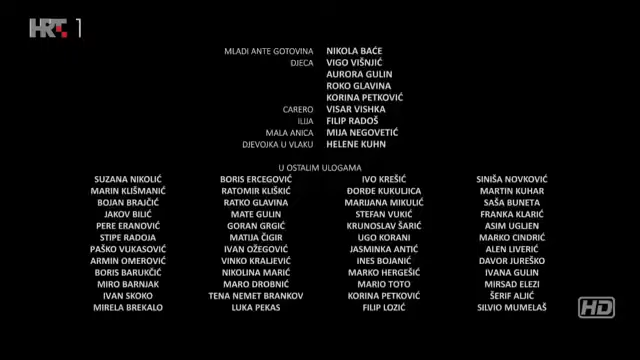 HRT 1
MLADI ANTE GOTOVINA NIKOLA BAĆE
DJECA VIGO VIŠNJIĆ
AURORA GULIN
ROKO GLAVINA
KORINA PETKOVIĆ
CARERO VISAR VISHKA
ILIJA FILIP RADOŠ
MALA ANICA MIJA NEGOVETIĆ
DJEVOJKA U VLAKU HELENE KUHN
U OSTALIM ULOGAMA
SUZANA NIKOLIĆ BORIS ERCEGOVIĆ IVO KREŠIĆ SINIŠA NOVKOVIĆ
MARIN KLIŠMANIĆ RATOMIR KLIŠKIĆ ĐORĐE KUKULJICA MARTIN KUHAR
BOJAN BRAJČIĆ RATKO GLAVINA MARIJANA MIKULIĆ SAŠA BUNETA
JAKOV BILIĆ MATE GULIN STEFAN VUKIĆ FRANKA KLARIĆ
PERE ERANOVIĆ GORAN GRGIĆ KRUNOSLAV ŠARIĆ ASIM UGLJEN
STIPE RADOJA MATIJA ČIGIR UGO KORANI MARKO CINDRIĆ
PAŠKO VUKASOVIĆ IVAN OŽEGOVIĆ JASMINKA ANTIĆ ALEN LIVERIĆ
ARMIN OMEROVIĆ VINKO KRALJEVIĆ INES BOJANIĆ DAVOR JUREŠKO
BORIS BARUKČIĆ NIKOLINA MARIĆ MARKO HERGEŠIĆ IVANA GULIN
MIRO BARNJAK MARO DROBNIĆ MARIO TOTO MIRSAD ELEZI
IVAN SKOKO TENA NEMET BRANKOV KORINA PETKOVIĆ ŠERIF ALJIĆ
MIRELA BREKALO LUKA PEKAS FILIP LOZIĆ SILVIO MUMELAŠ
HD